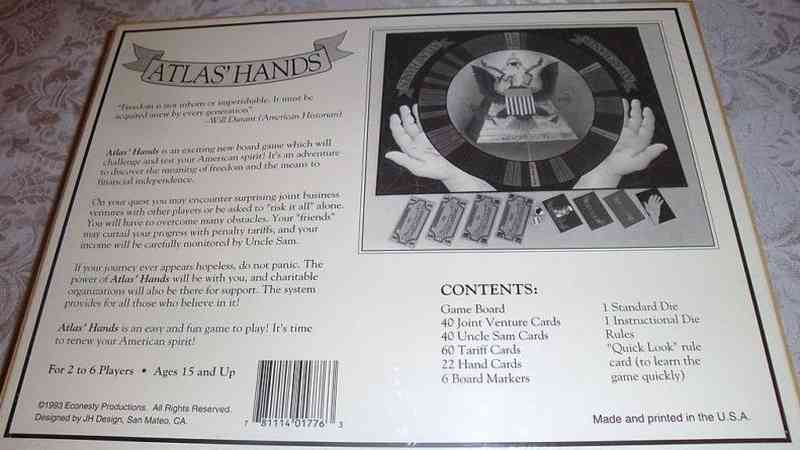 ATLAS' HANDS
"Freedom is not inborn or imperishable. It must be
acquired anew by every generation"
–Will Durant (American Historian)
Atlas' Hands is an exciting new board game which will
challenge and test your American spirit! It's an adventure
to discover the meaning of freedom and the means to
financial independence.
On your quest you may encounter surprising joint business
ventures with other players or be asked to "risk it all" alone.
You will have to overcome many obstacles. Your "friends"
may curtail your progress with penalty tariffs, and your
income will be carefully monitored by Uncle Sam.
If your journey ever appears hopeless, do not panic. The
power of Atlas' Hands will be with you, and charitable
organizations will also be there for support. The system
provides for all those who believe in it!
Atlas' Hands is an easy and fun game to play! It's time
to renew your American spirit!
For 2 to 6 Players • Ages 15 and Up
©1993 Econesty Productions. All Rights Reserved.
Designed by JH Design, San Mateo, CA.
7 81114 01776 3
CONTENTS:
Game Board
40 Joint Venture Cards
40 Uncle Sam Cards
60 Tariff Cards
22 Hand Cards
6 Board Markers
1 Standard Die
1 Instructional Die
Rules
"Quick Look" rule
card (to learn the
game quickly)
Made and printed in the U.S.A.